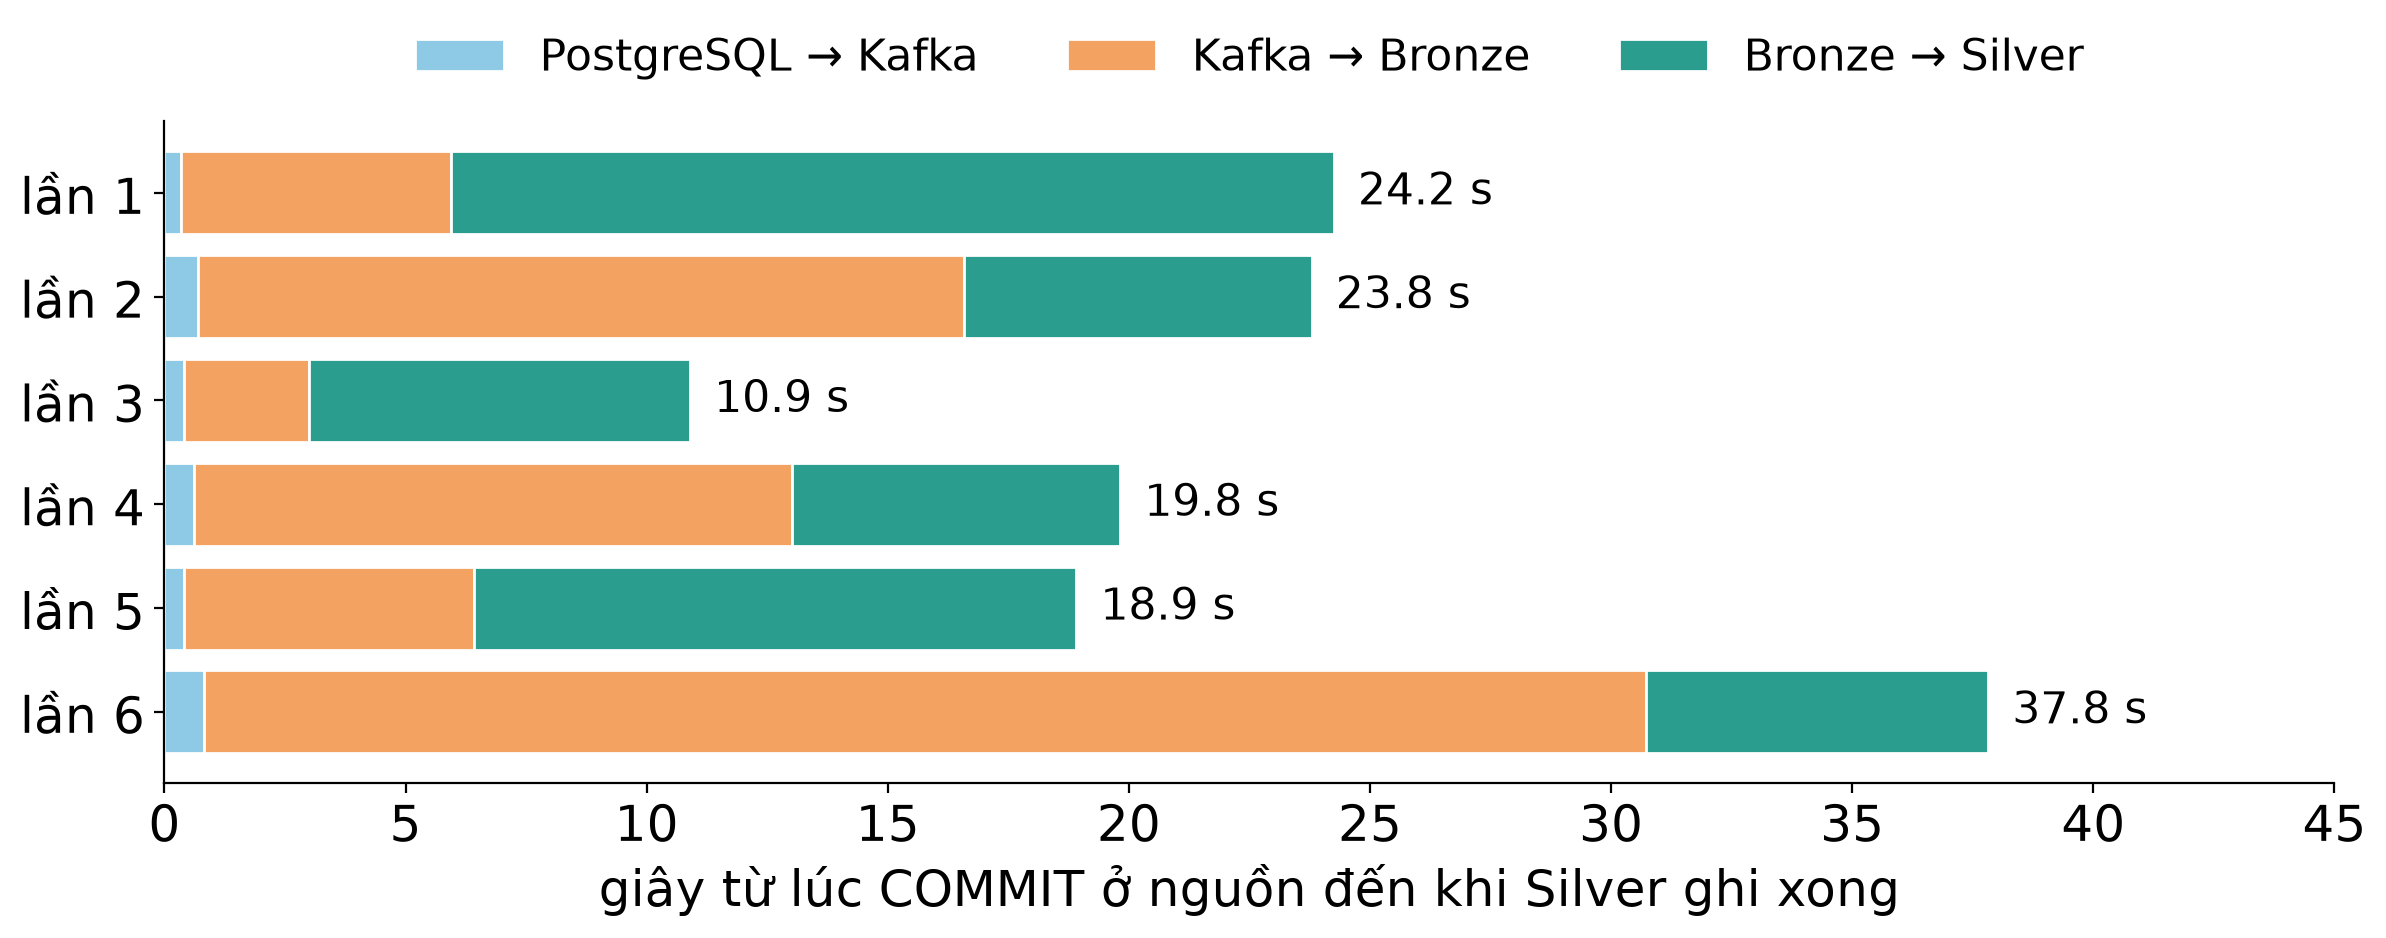 PostgreSQL → Kafka Kafka → Bronze Bronze → Silver
lần 1 24.2 s
lần 2 23.8 s
lần 3 10.9 s
lần 4 19.8 s
lần 5 18.9 s
lần 6 37.8 s
0 5 10 15 20 25 30 35 40 45
giây từ lúc COMMIT ở nguồn đến khi Silver ghi xong